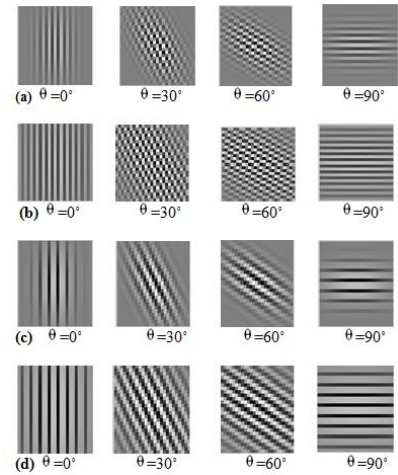 (a) θ =0° θ =30° θ =60° θ =90°
(b) θ =0° θ =30° θ =60° θ =90°
(c) θ =0° θ =30° θ =60° θ =90°
(d) θ =0° θ =30° θ =60° θ =90°